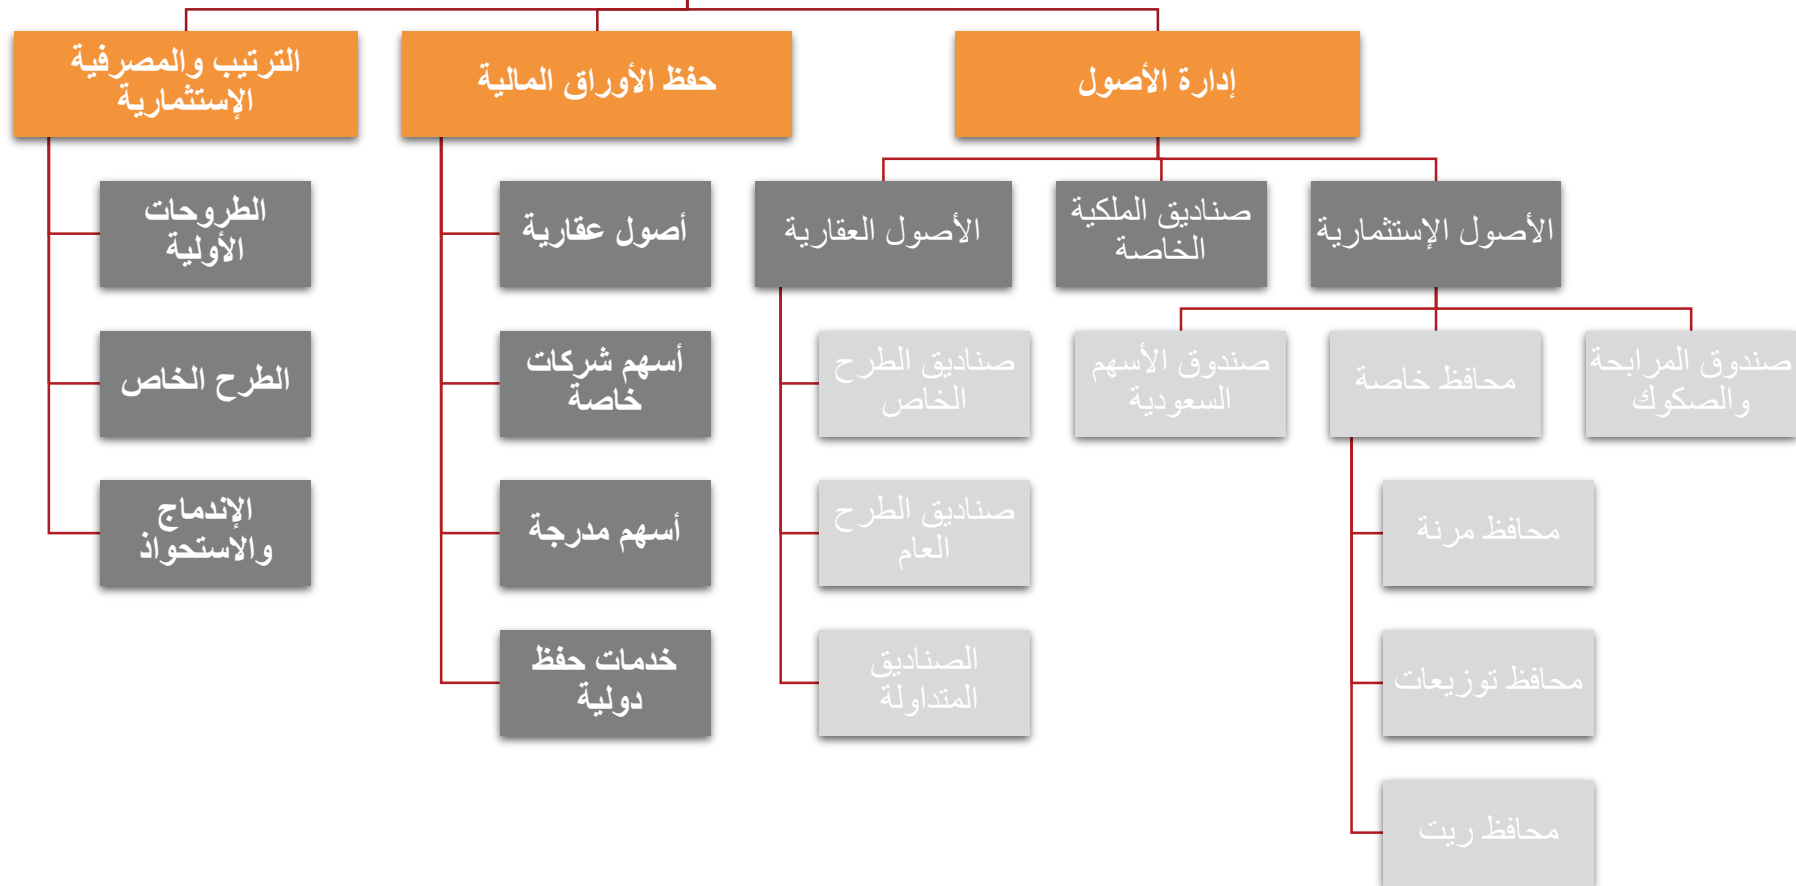 إدارة الأصول
حفظ الأوراق المالية
الترتيب والمصرفية
الإستثمارية
الأصول الإستثمارية
صناديق الملكية
الخاصة
الأصول العقارية
أصول عقارية
الطروحات
الأولية
صندوق المرابحة
والصكوك
محافظ خاصة
صندوق الأسهم
السعودية
صناديق الطرح
الخاص
أسهم شركات
خاصة
الطرح الخاص
محافظ مرنة
صناديق الطرح
العام
أسهم مدرجة
الإندماج
والاستحواذ
محافظ توزيعات
الصناديق
المتداولة
خدمات حفظ
دولية
محافظ ريت